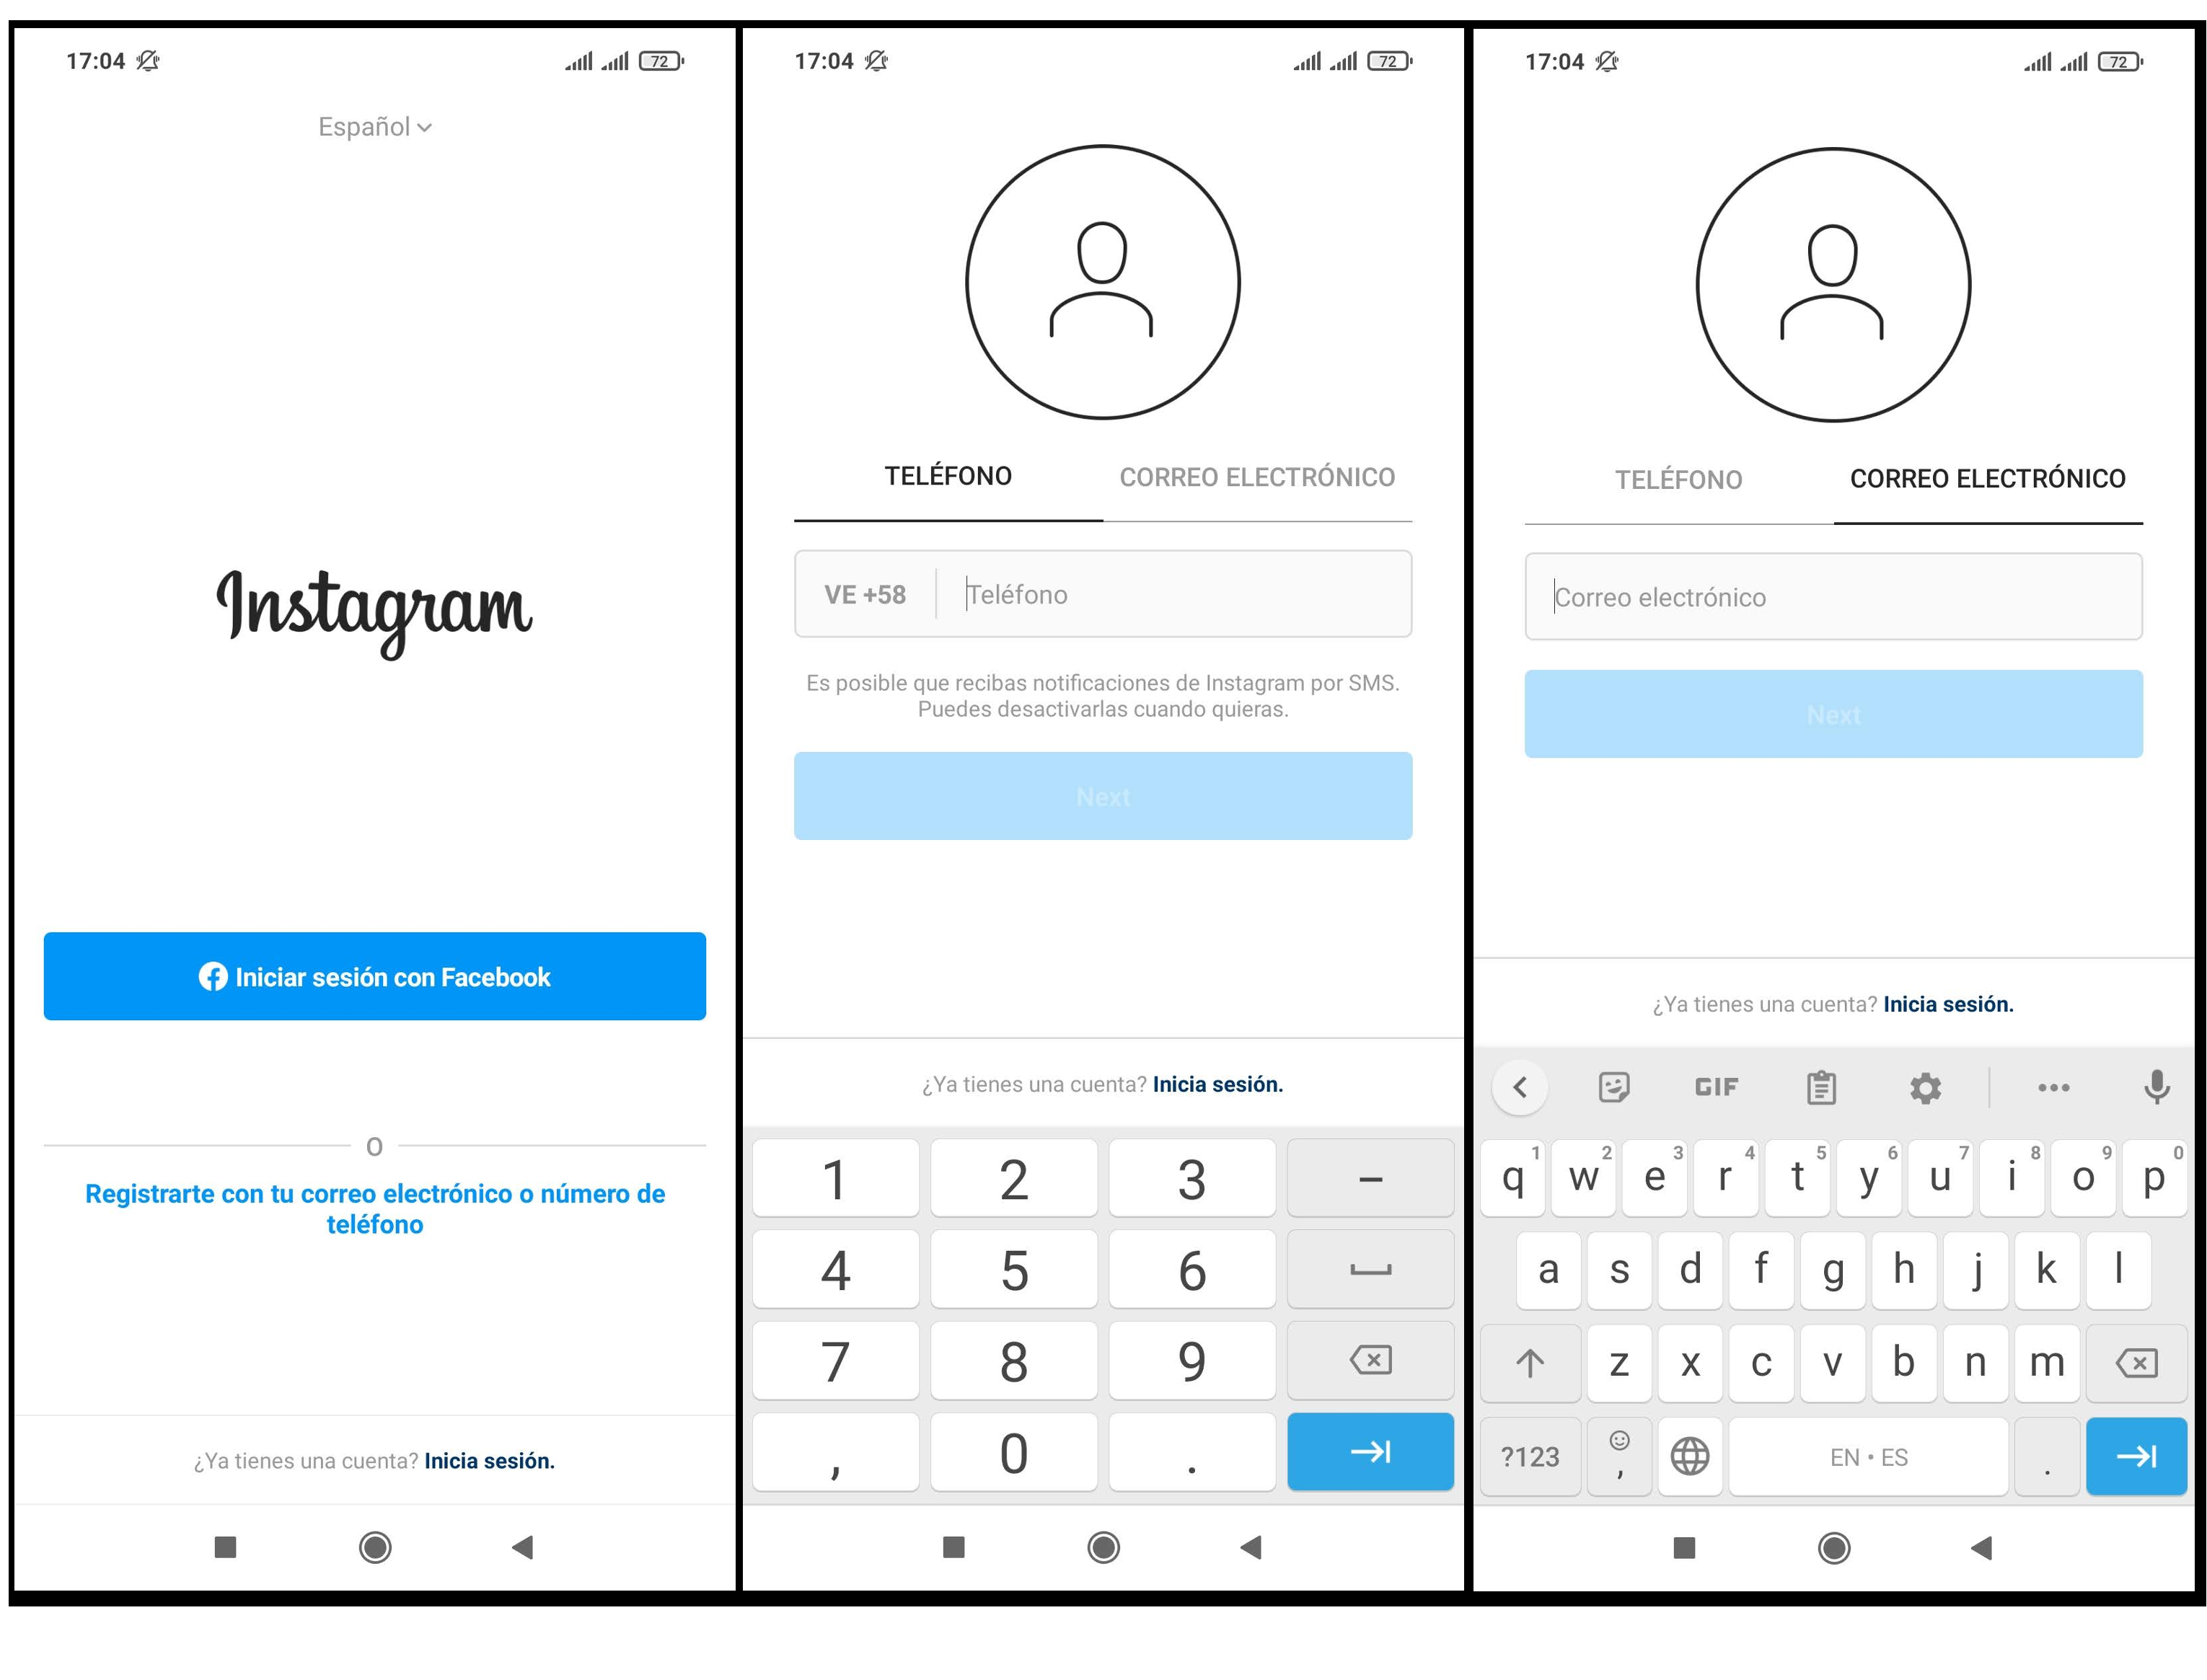 17:04
72
Español
Instagram
Iniciar sesión con Facebook
O
Registrarte con tu correo electrónico o número de
teléfono
¿Ya tienes una cuenta? Inicia sesión.
17:04
72
TELÉFONO
CORREO ELECTRÓNICO
VE +58
Teléfono
Es posible que recibas notificaciones de Instagram por SMS.
Puedes desactivarlas cuando quieras.
Next
¿Ya tienes una cuenta? Inicia sesión.
1 2 3 –
4 5 6
7 8 9
, 0 .
17:04
72
TELÉFONO
CORREO ELECTRÓNICO
Correo electrónico
Next
¿Ya tienes una cuenta? Inicia sesión.
GIF
1 2 3 4 5 6 7 8 9 0
q w e r t y u i o p
a s d f g h j k l
z x c v b n m
?123 , EN • ES .